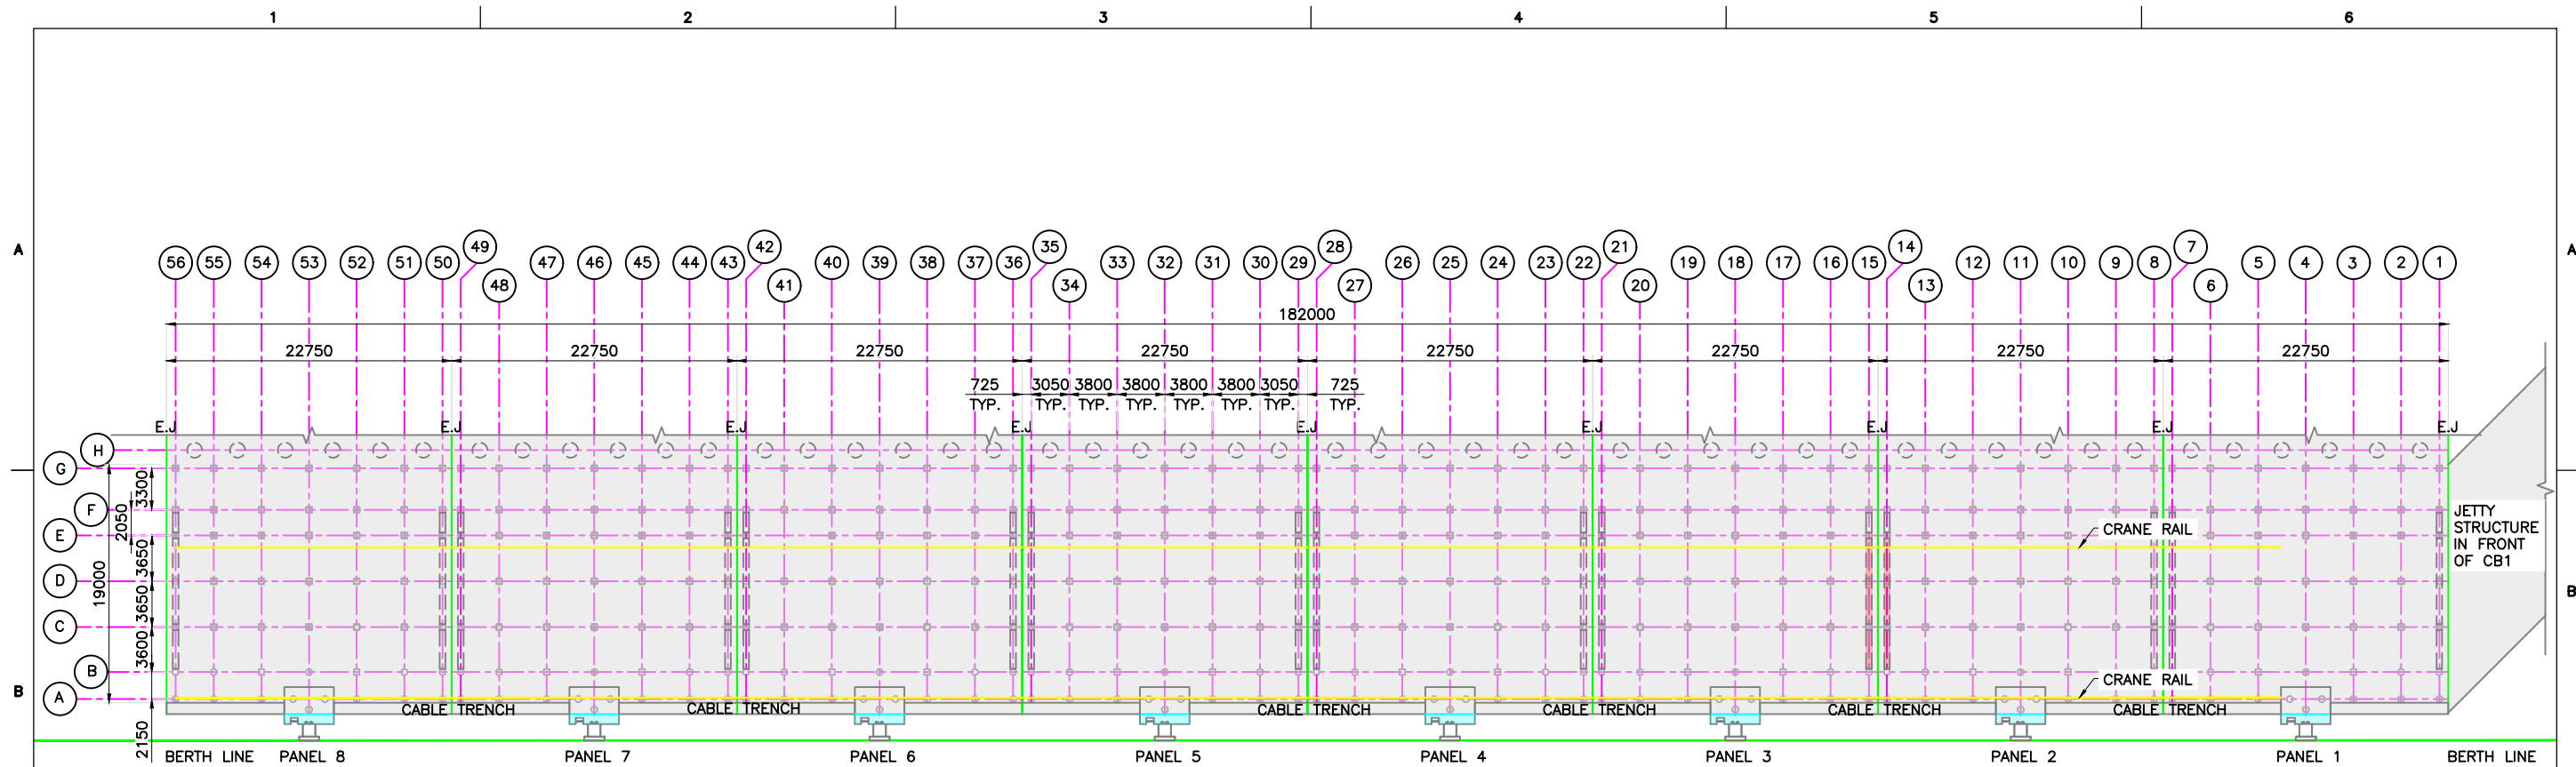 1 2 3 4 5 6
A A
49 42 35 28 21 14 7
56 55 54 53 52 51 50 47 46 45 44 43 40 39 38 37 36 33 32 31 30 29 26 25 24 23 22 19 18 17 16 15 12 11 10 9 8 5 4 3 2 1
48 41 34 27 20 13 6
182000
22750 22750 22750 22750 22750 22750 22750 22750
725 3050 3800 3800 3800 3800 3050 725
TYP. TYP. TYP. TYP. TYP. TYP. TYP. TYP.
E.J E.J E.J E.J E.J E.J E.J E.J E.J
H
G
F
E
D
C
B
A
3300
2050
3650
19000
3650
3600
2150
CRANE RAIL
JETTY
STRUCTURE
IN FRONT
OF CB1
B B
CRANE RAIL
CABLE TRENCH CABLE TRENCH CABLE TRENCH CABLE TRENCH CABLE TRENCH CABLE TRENCH
BERTH LINE PANEL 8 PANEL 7 PANEL 6 PANEL 5 PANEL 4 PANEL 3 PANEL 2 PANEL 1 BERTH LINE